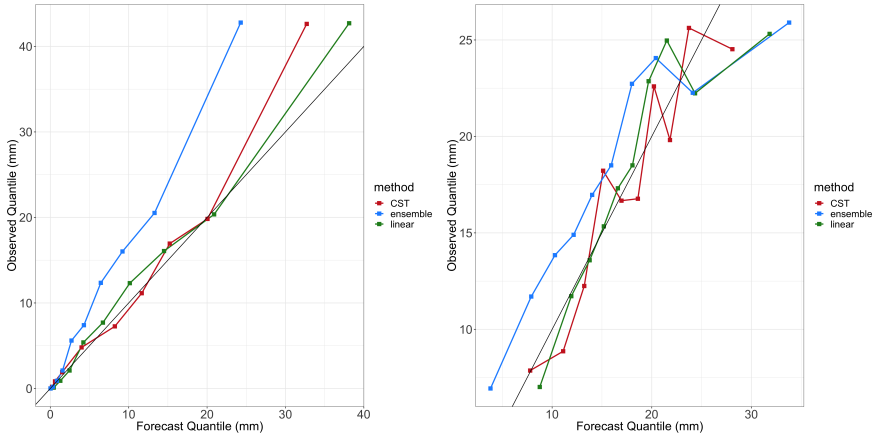 Observed Quantile (mm)
40
30
20
10
0
0 10 20 30 40
Forecast Quantile (mm)
method
CST
ensemble
linear
Observed Quantile (mm)
25
20
15
10
10 20 30
Forecast Quantile (mm)
method
CST
ensemble
linear